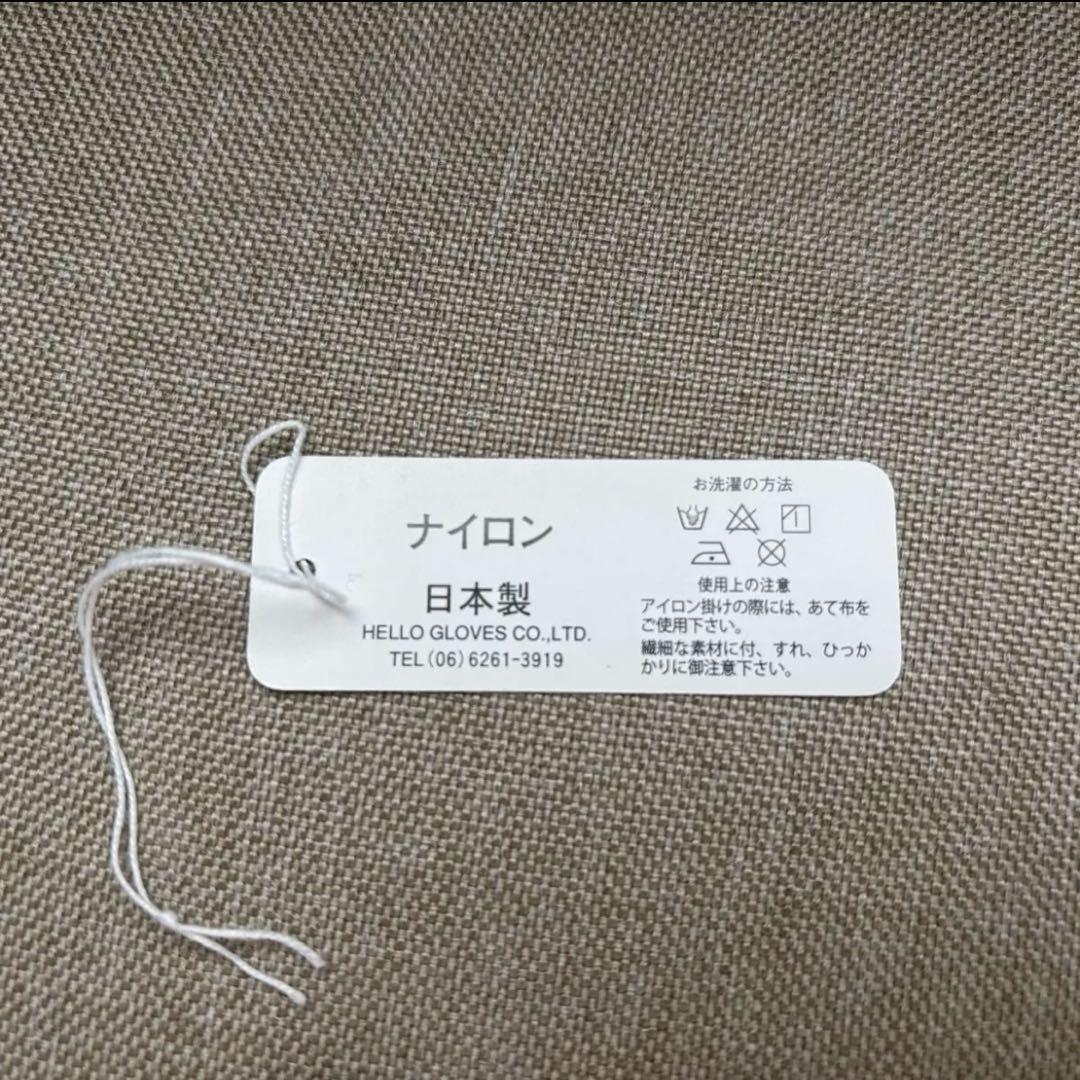 ナイロン
日本製
HELLO GLOVES CO.,LTD.
TEL (06) 6261-3919
お洗濯の方法
使用上の注意
アイロン掛けの際には、あて布を
ご使用下さい。
繊細な素材に付、すれ、ひっか
かりに御注意下さい。